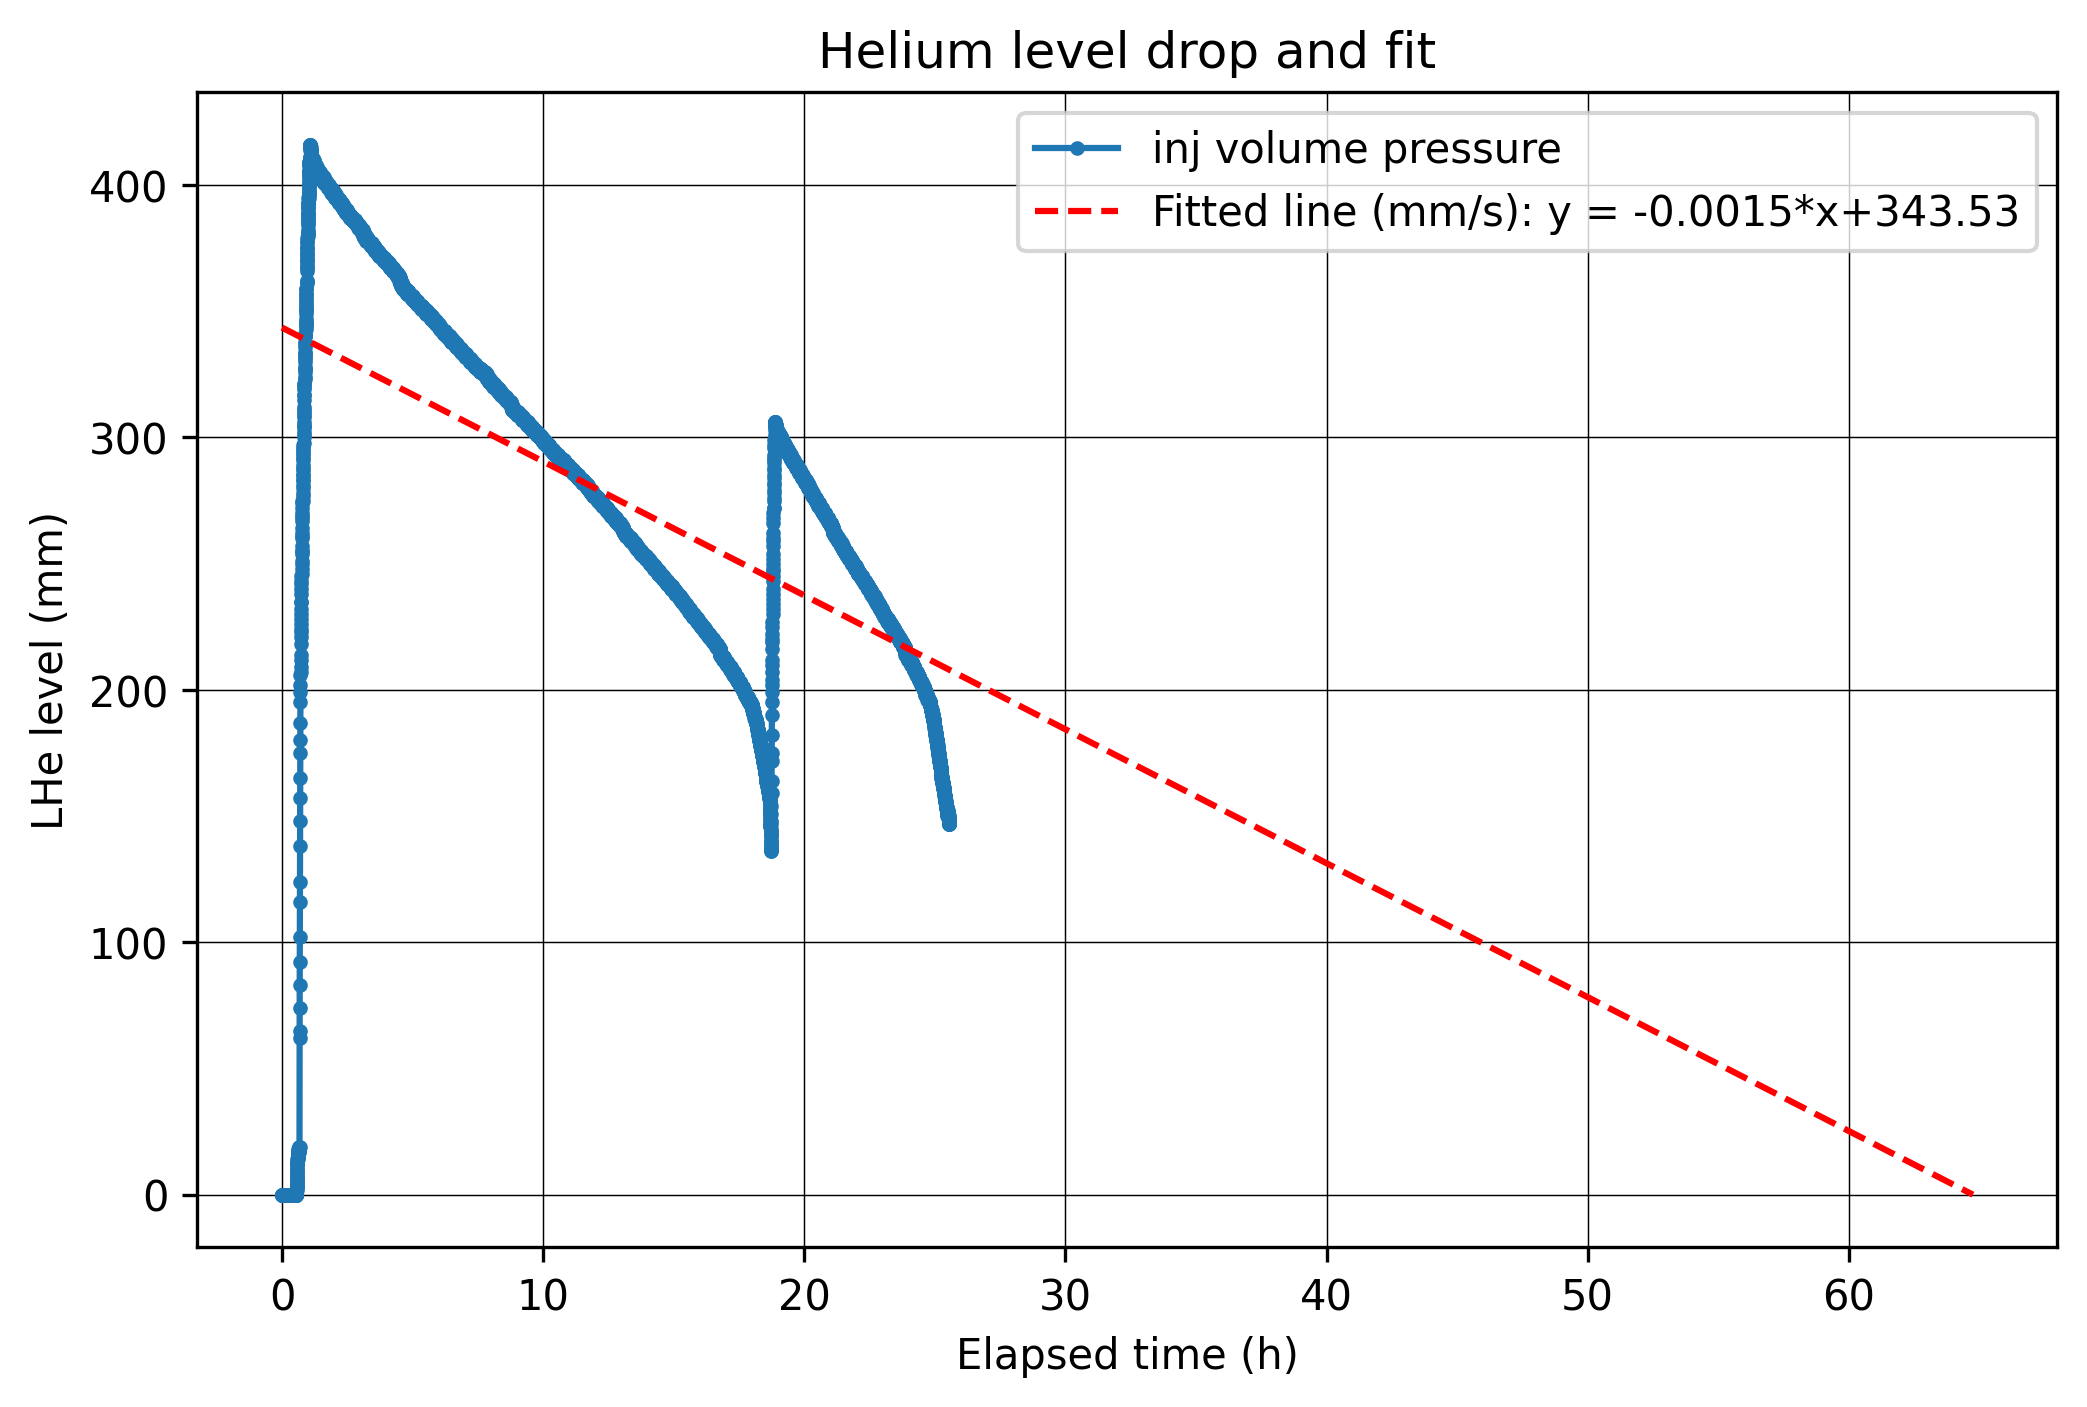 Helium level drop and fit
inj volume pressure
Fitted line (mm/s): y = -0.0015*x+343.53
LHe level (mm)
400
300
200
100
0
0 10 20 30 40 50 60
Elapsed time (h)